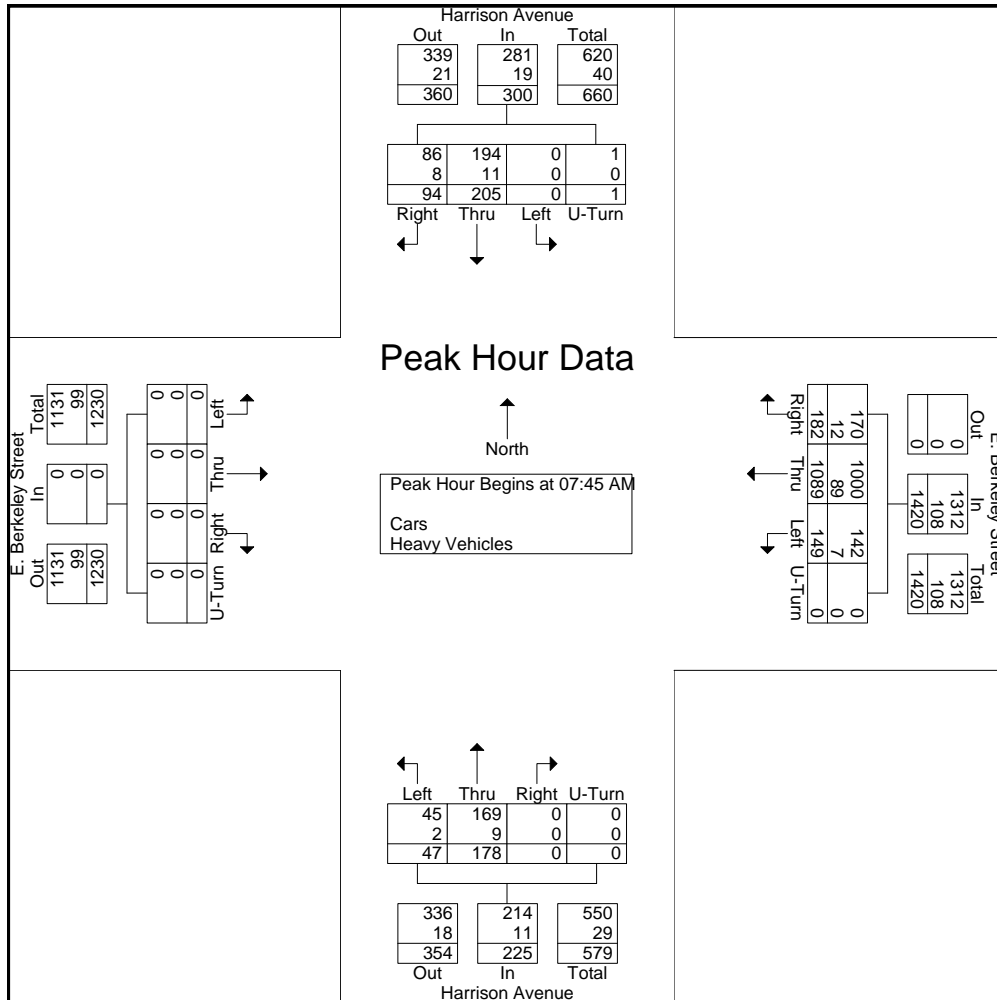 Harrison Avenue
Out In Total
339 281 620
21 19 40
360 300 660
86 194 0 1
8 11 0 0
94 205 0 1
Right Thru Left U-Turn
Peak Hour Data
North
Peak Hour Begins at 07:45 AM
Cars
Heavy Vehicles
E. Berkeley Street
Out In Total
1131 0 1131
99 0 99
1230 0 1230
0 0 0 0
0 0 0 0
0 0 0 0
U-Turn Right Thru Left
E. Berkeley Street
Out In Total
0 1312 1312
0 108 108
0 1420 1420
170 1000 142 0
12 89 7 0
182 1089 149 0
Right Thru Left U-Turn
Left Thru Right U-Turn
45 169 0 0
2 9 0 0
47 178 0 0
336 214 550
18 11 29
354 225 579
Out In Total
Harrison Avenue